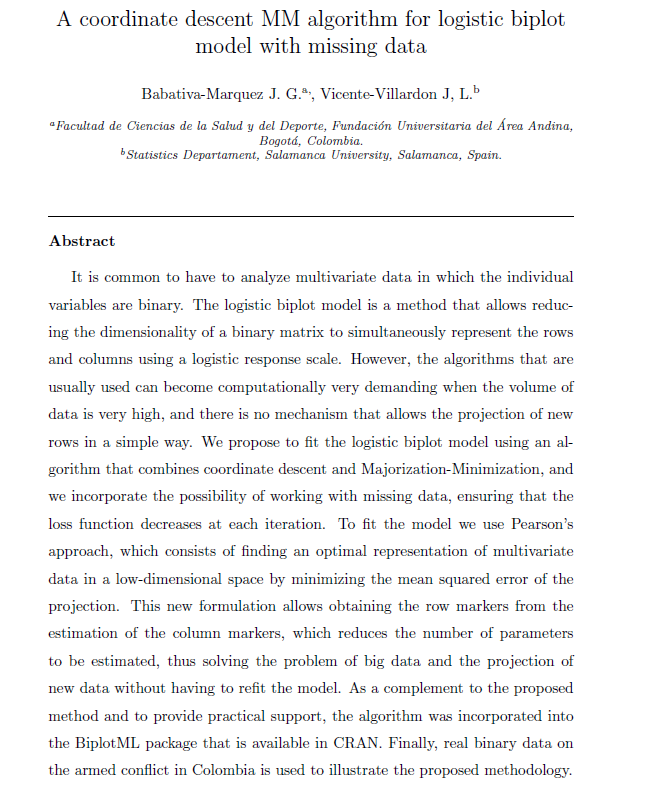 A coordinate descent MM algorithm for logistic biplot
model with missing data
Babativa-Marquez J. G.ᵃ,, Vicente-Villardon J, L.ᵇ
ᵃFacultad de Ciencias de la Salud y del Deporte, Fundación Universitaria del Área Andina,
Bogotá, Colombia.
ᵇStatistics Departament, Salamanca University, Salamanca, Spain.
Abstract
It is common to have to analyze multivariate data in which the individual
variables are binary. The logistic biplot model is a method that allows reduc-
ing the dimensionality of a binary matrix to simultaneously represent the rows
and columns using a logistic response scale. However, the algorithms that are
usually used can become computationally very demanding when the volume of
data is very high, and there is no mechanism that allows the projection of new
rows in a simple way. We propose to fit the logistic biplot model using an al-
gorithm that combines coordinate descent and Majorization-Minimization, and
we incorporate the possibility of working with missing data, ensuring that the
loss function decreases at each iteration. To fit the model we use Pearson's
approach, which consists of finding an optimal representation of multivariate
data in a low-dimensional space by minimizing the mean squared error of the
projection. This new formulation allows obtaining the row markers from the
estimation of the column markers, which reduces the number of parameters
to be estimated, thus solving the problem of big data and the projection of
new data without having to refit the model. As a complement to the proposed
method and to provide practical support, the algorithm was incorporated into
the BiplotML package that is available in CRAN. Finally, real binary data on
the armed conflict in Colombia is used to illustrate the proposed methodology.